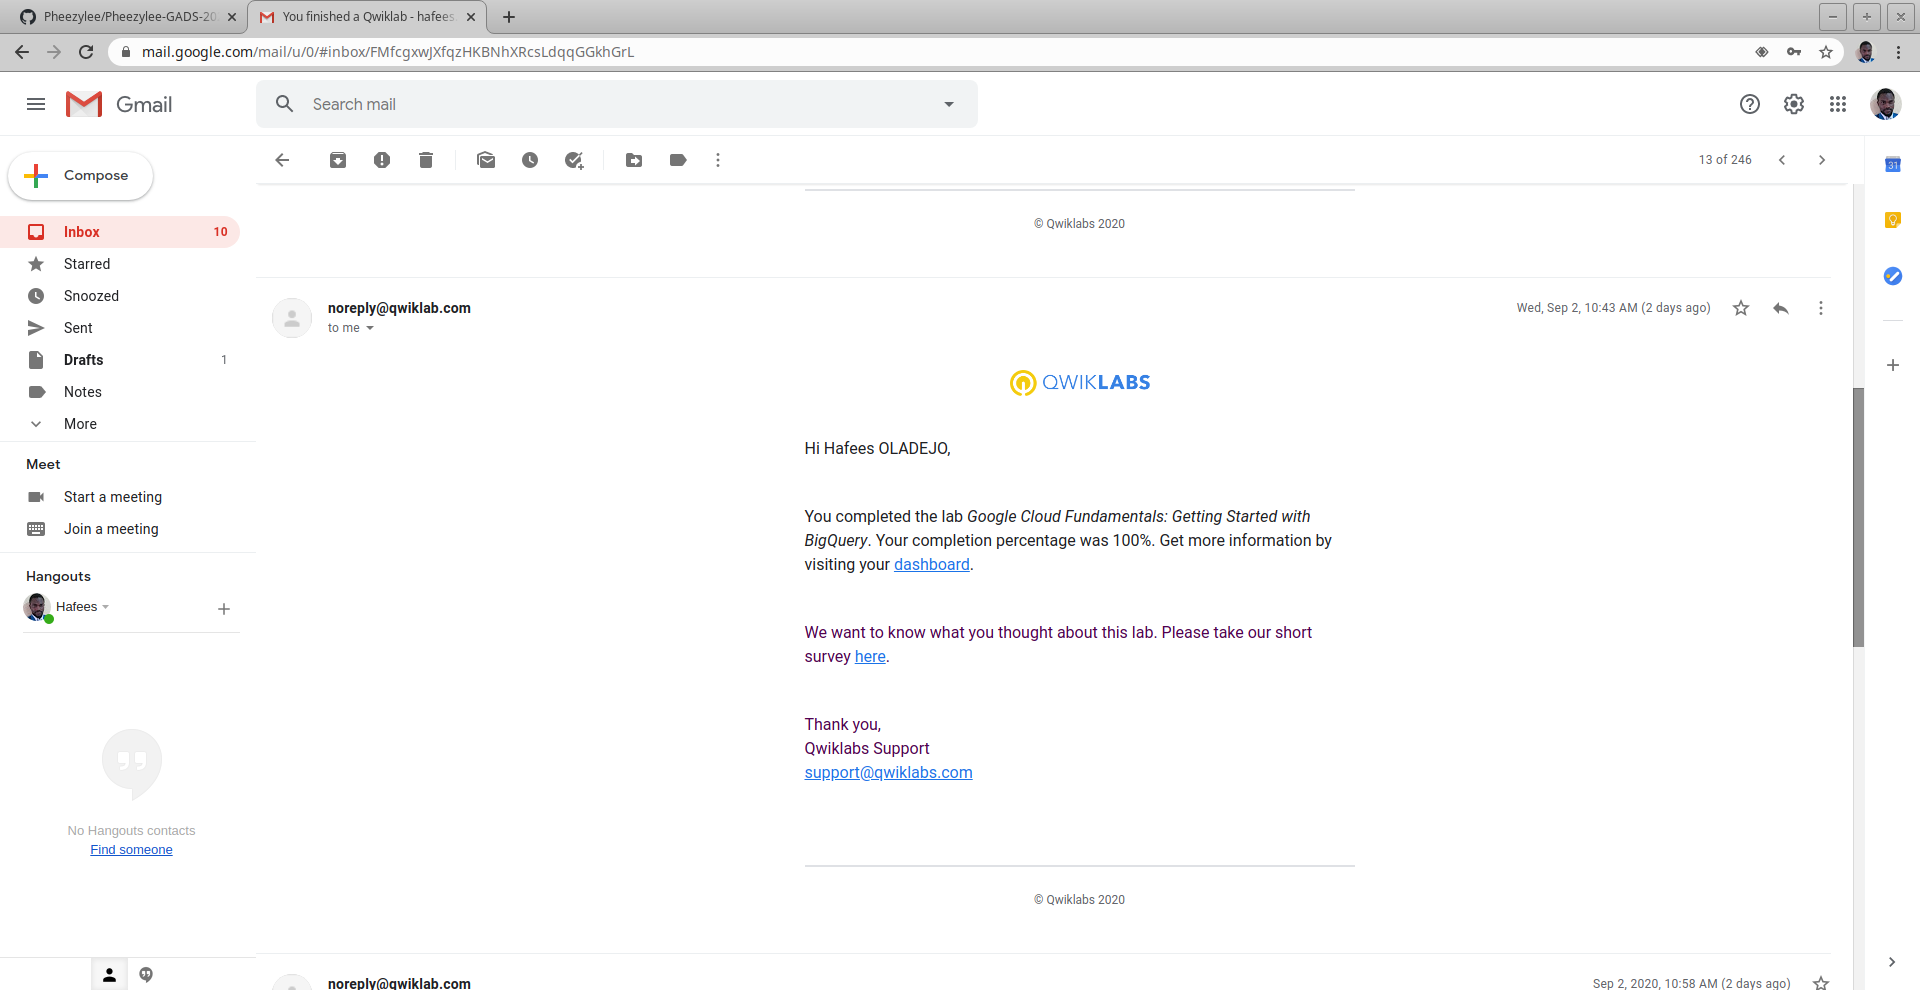 Pheezylee/Pheezylee-GADS-20
You finished a Qwiklab - hafees.
mail.google.com/mail/u/0/#inbox/FMfcgxwJXfqzHKBNhXRcsLdqqGGkhGrL
Gmail
Search mail
Compose
13 of 246
31
Inbox 10
Starred
Snoozed
Sent
Drafts 1
Notes
More
Meet
Start a meeting
Join a meeting
Hangouts
Hafees
No Hangouts contacts
Find someone
© Qwiklabs 2020
noreply@qwiklab.com
to me
Wed, Sep 2, 10:43 AM (2 days ago)
QWIKLABS
Hi Hafees OLADEJO,
You completed the lab Google Cloud Fundamentals: Getting Started with
BigQuery. Your completion percentage was 100%. Get more information by
visiting your dashboard.
We want to know what you thought about this lab. Please take our short
survey here.
Thank you,
Qwiklabs Support
support@qwiklabs.com
© Qwiklabs 2020
noreply@qwiklab.com
Sep 2, 2020, 10:58 AM (2 days ago)